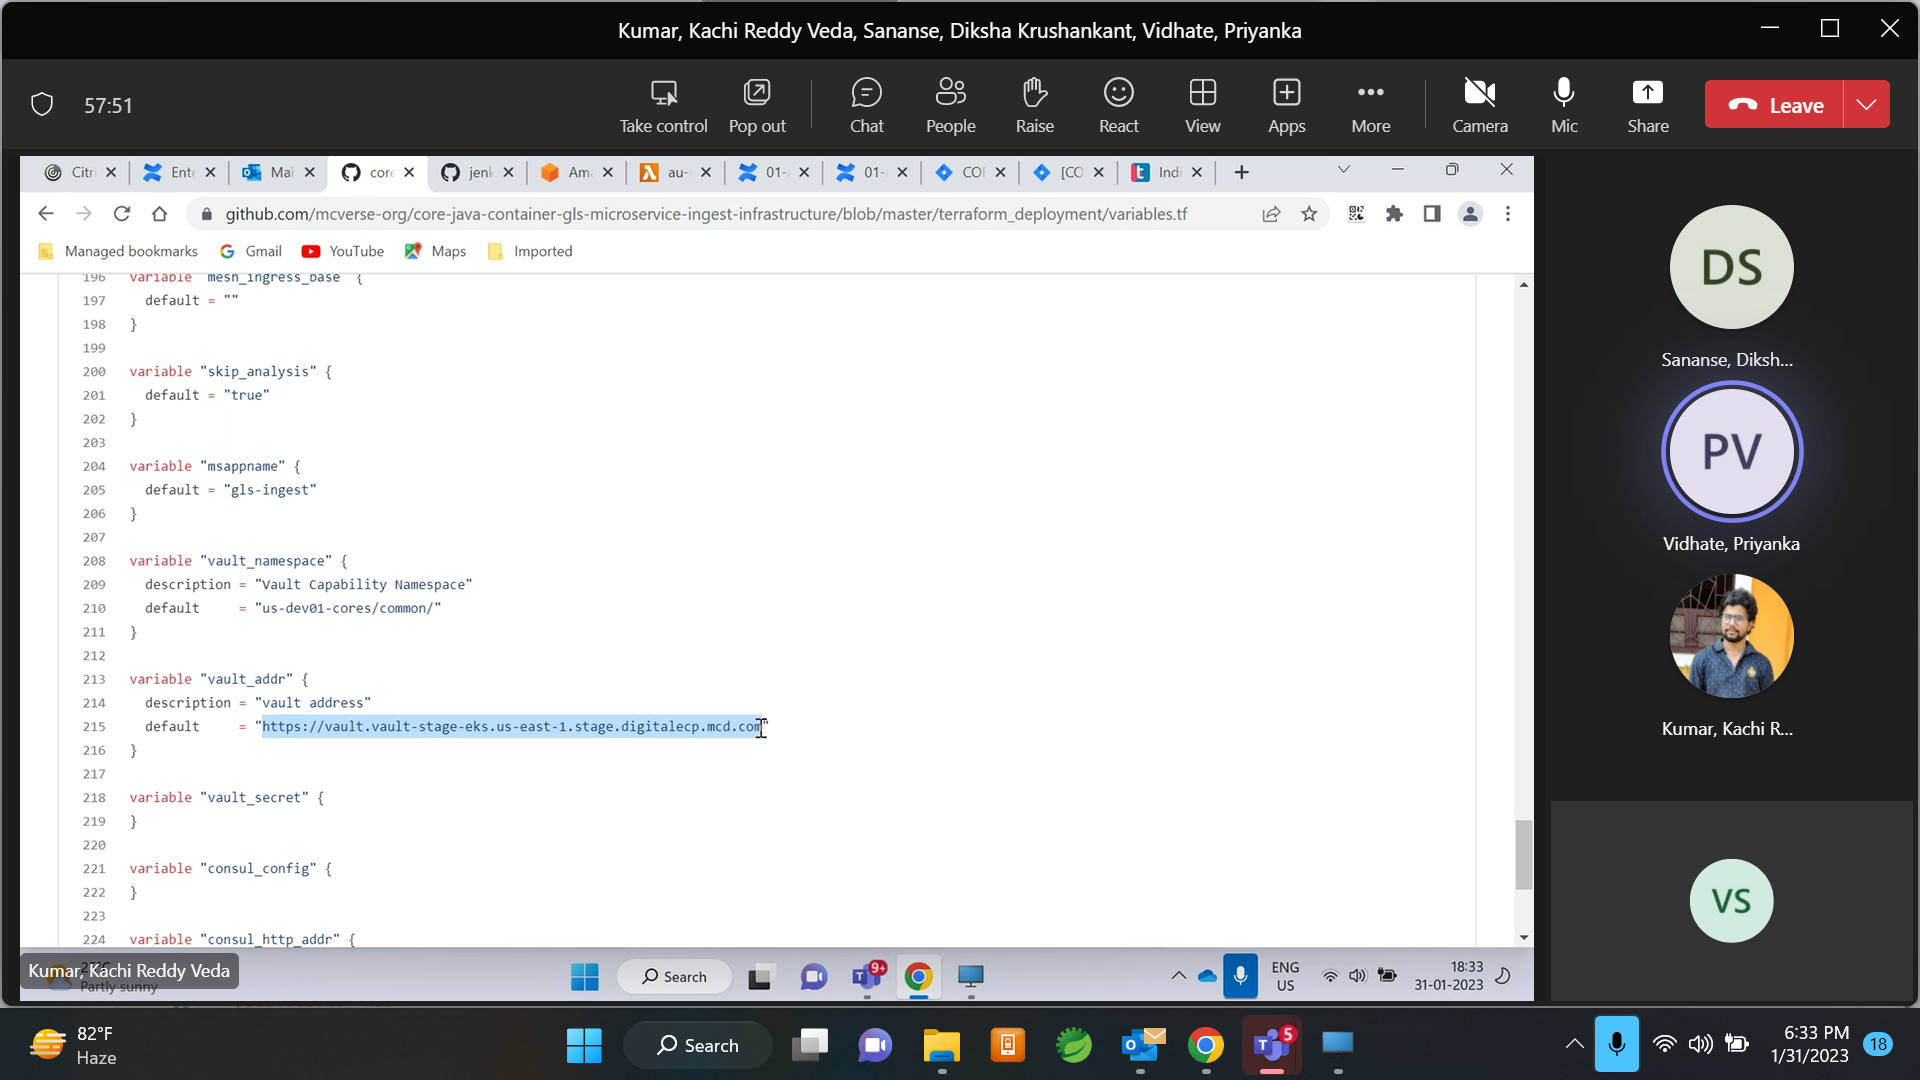 Kumar, Kachi Reddy Veda, Sananse, Diksha Krushankant, Vidhate, Priyanka
57:51
Take control
Pop out
Chat
People
Raise
React
View
Apps
More
Camera
Mic
Share
Leave
Citri
Ente
Mai
core
jenk
Ama
au-
01-
01-
CO
[CO
Indi
github.com/mcverse-org/core-java-container-gls-microservice-ingest-infrastructure/blob/master/terraform_deployment/variables.tf
Managed bookmarks
Gmail
YouTube
Maps
Imported
196 variable "mesh_ingress_base" {
197 default = ""
198 }
199
200 variable "skip_analysis" {
201 default = "true"
202 }
203
204 variable "msappname" {
205 default = "gls-ingest"
206 }
207
208 variable "vault_namespace" {
209 description = "Vault Capability Namespace"
210 default = "us-dev01-cores/common/"
211 }
212
213 variable "vault_addr" {
214 description = "vault address"
215 default = "https://vault.vault-stage-eks.us-east-1.stage.digitalecp.mcd.com"
216 }
217
218 variable "vault_secret" {
219 }
220
221 variable "consul_config" {
222 }
223
224 variable "consul_http_addr" {
DS
Sananse, Diksh...
PV
Vidhate, Priyanka
Kumar, Kachi R...
VS
Kumar, Kachi Reddy Veda
Partly sunny
Search
9+
ENG
US
18:33
31-01-2023
82°F
Haze
Search
5
6:33 PM
1/31/2023
18